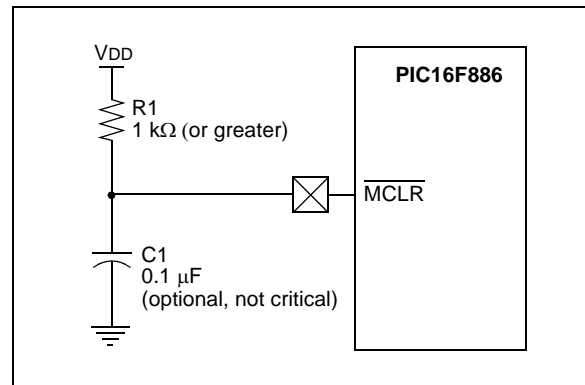 VDD
PIC16F886
R1
1 kΩ (or greater)
MCLR
C1
0.1 μF
(optional, not critical)